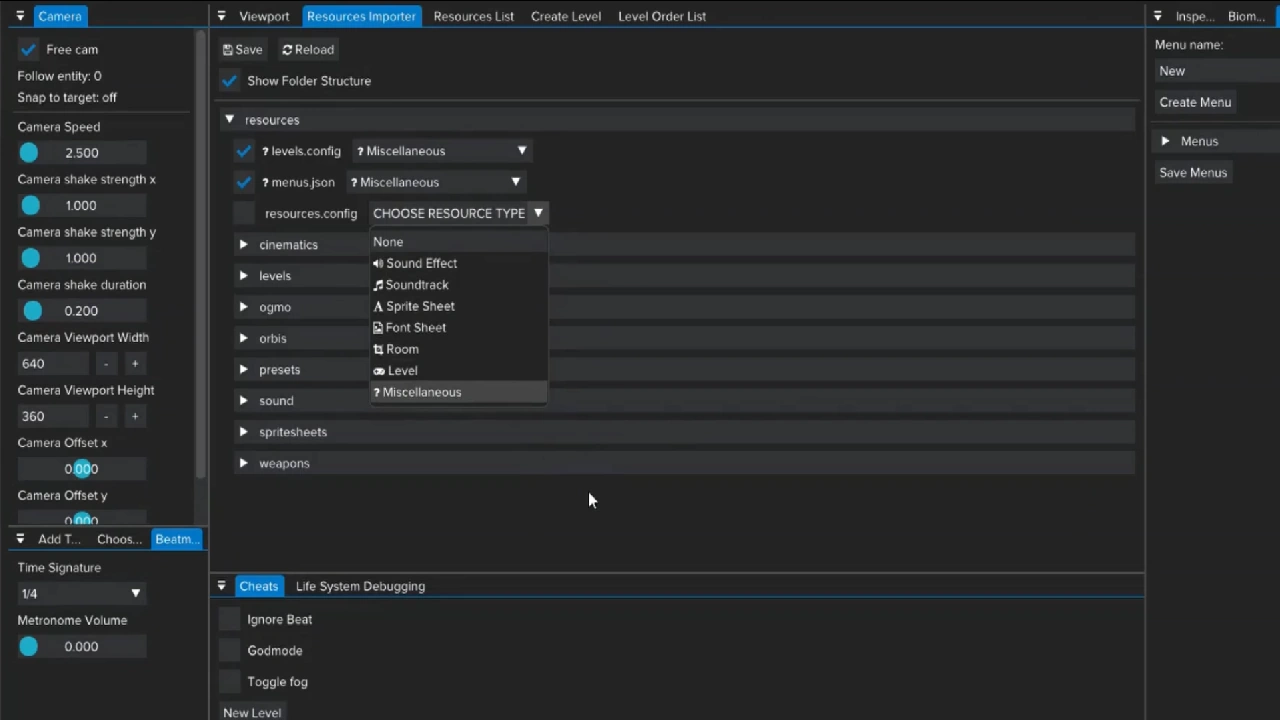 Camera
Free cam
Follow entity: 0
Snap to target: off
Camera Speed
2.500
Camera shake strength x
1.000
Camera shake strength y
1.000
Camera shake duration
0.200
Camera Viewport Width
640 - +
Camera Viewport Height
360 - +
Camera Offset x
0.000
Camera Offset y
0.000
Add T... Choos... Beatm...
Time Signature
1/4
Metronome Volume
0.000
Viewport Resources Importer Resources List Create Level Level Order List
Save Reload
Show Folder Structure
resources
? levels.config ? Miscellaneous
? menus.json ? Miscellaneous
resources.config CHOOSE RESOURCE TYPE
None
Sound Effect
Soundtrack
Sprite Sheet
Font Sheet
Room
Level
? Miscellaneous
cinematics
levels
ogmo
orbis
presets
sound
spritesheets
weapons
Cheats Life System Debugging
Ignore Beat
Godmode
Toggle fog
New Level
Inspe... Biom...
Menu name:
New
Create Menu
Menus
Save Menus